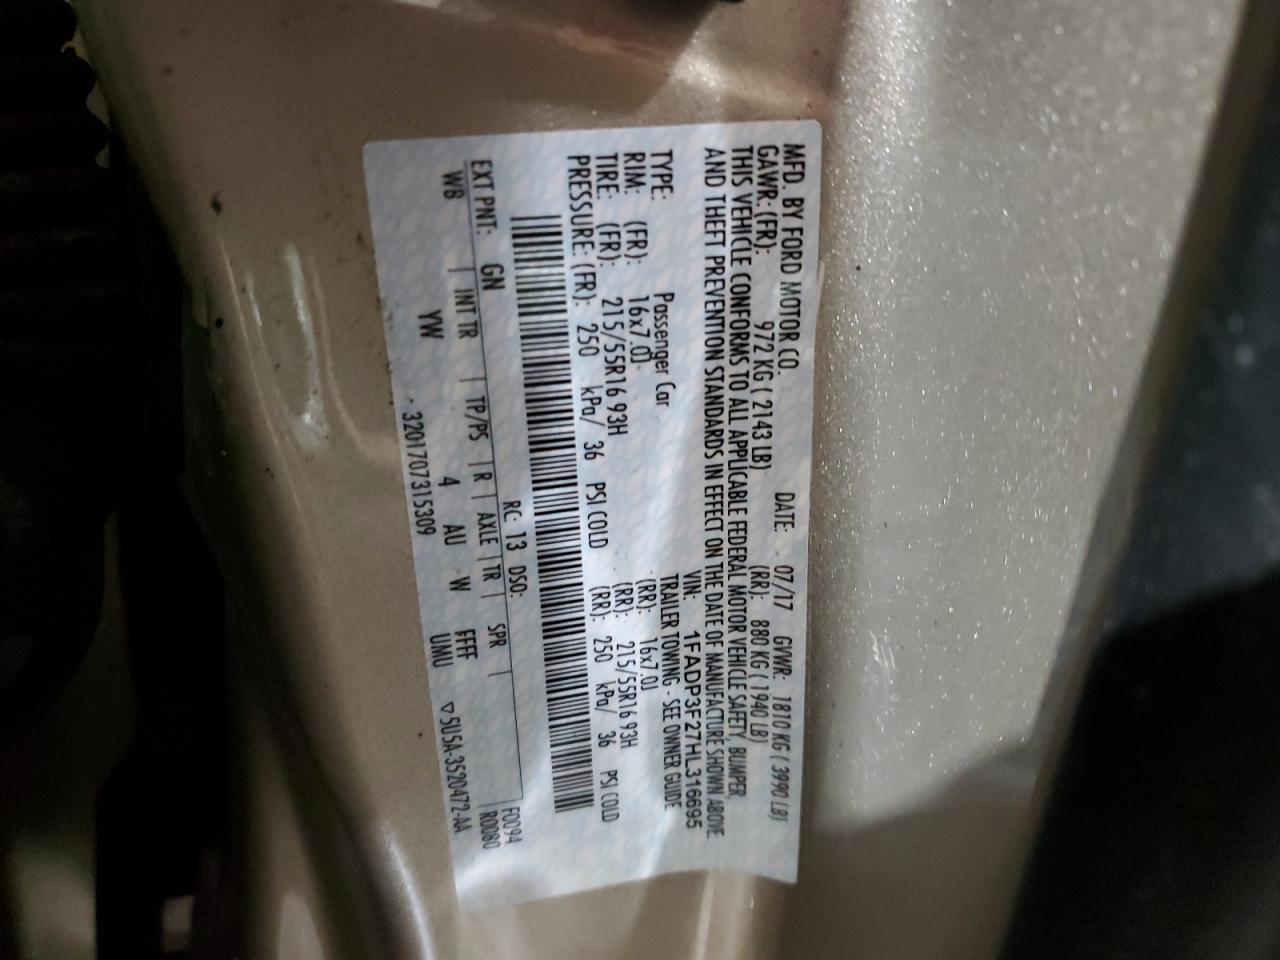 MFD. BY FORD MOTOR CO.
DATE: 07/17 GVWR: 1810 KG ( 3990 LB)
GAWR: (FR): 972 KG ( 2143 LB) (RR): 880 KG ( 1940 LB)
THIS VEHICLE CONFORMS TO ALL APPLICABLE FEDERAL MOTOR VEHICLE SAFETY, BUMPER,
AND THEFT PREVENTION STANDARDS IN EFFECT ON THE DATE OF MANUFACTURE SHOWN ABOVE.
VIN: 1FADP3F27HL316695
TYPE: Passenger Car TRAILER TOWING - SEE OWNER GUIDE
RIM: (FR): 16x7.0J (RR): 16x7.0J
TIRE: (FR): 215/55R16 93H (RR): 215/55R16 93H
PRESSURE: (FR): 250 kPa/ 36 PSI COLD (RR): 250 kPa/ 36 PSI COLD
RC: 13 DSO: F0094
EXT PNT: GN R0080
| INT TR | TP/PS | R | AXLE | TR | SPR |
WB YW 4 AU W FFFF
UMU
320170731S309 ▽5U5A-3520472-AA